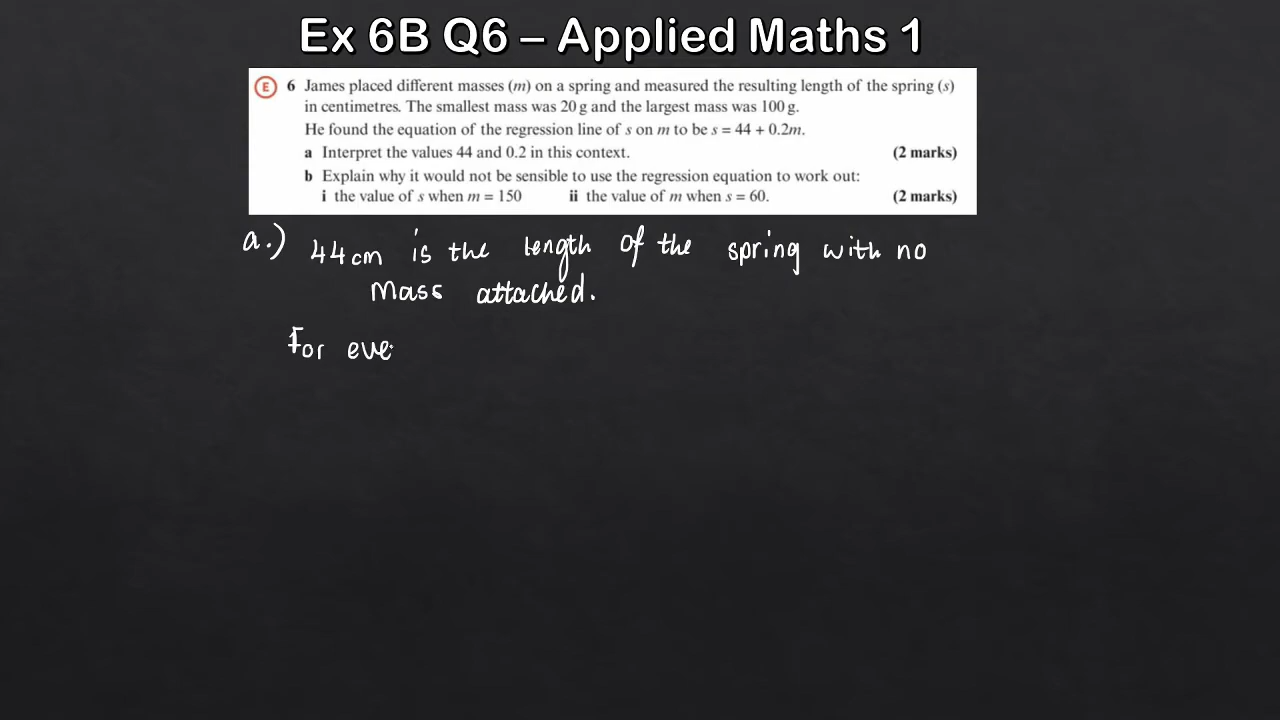 Ex 6B Q6 – Applied Maths 1
E 6 James placed different masses (m) on a spring and measured the resulting length of the spring (s)
in centimetres. The smallest mass was 20 g and the largest mass was 100 g.
He found the equation of the regression line of s on m to be s = 44 + 0.2m.
a Interpret the values 44 and 0.2 in this context. (2 marks)
b Explain why it would not be sensible to use the regression equation to work out:
i the value of s when m = 150 ii the value of m when s = 60. (2 marks)
a.) 44cm is the length of the spring with no
mass attached.
For eve